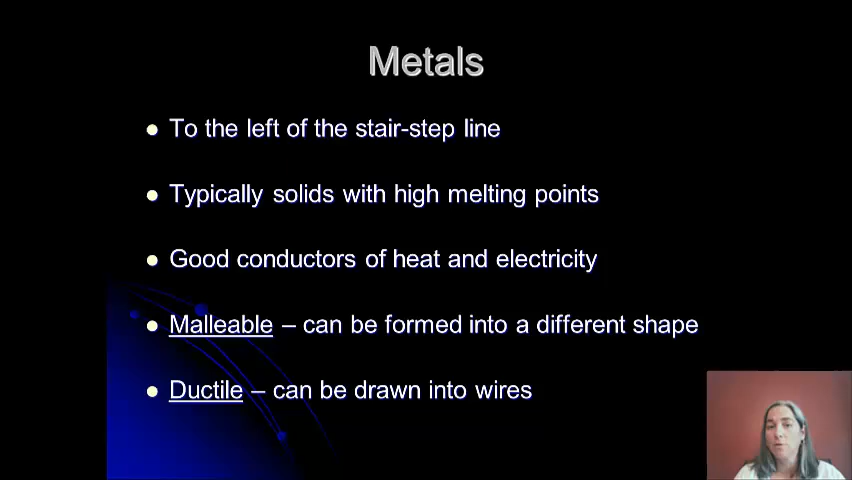 Metals
To the left of the stair-step line
Typically solids with high melting points
Good conductors of heat and electricity
Malleable – can be formed into a different shape
Ductile – can be drawn into wires